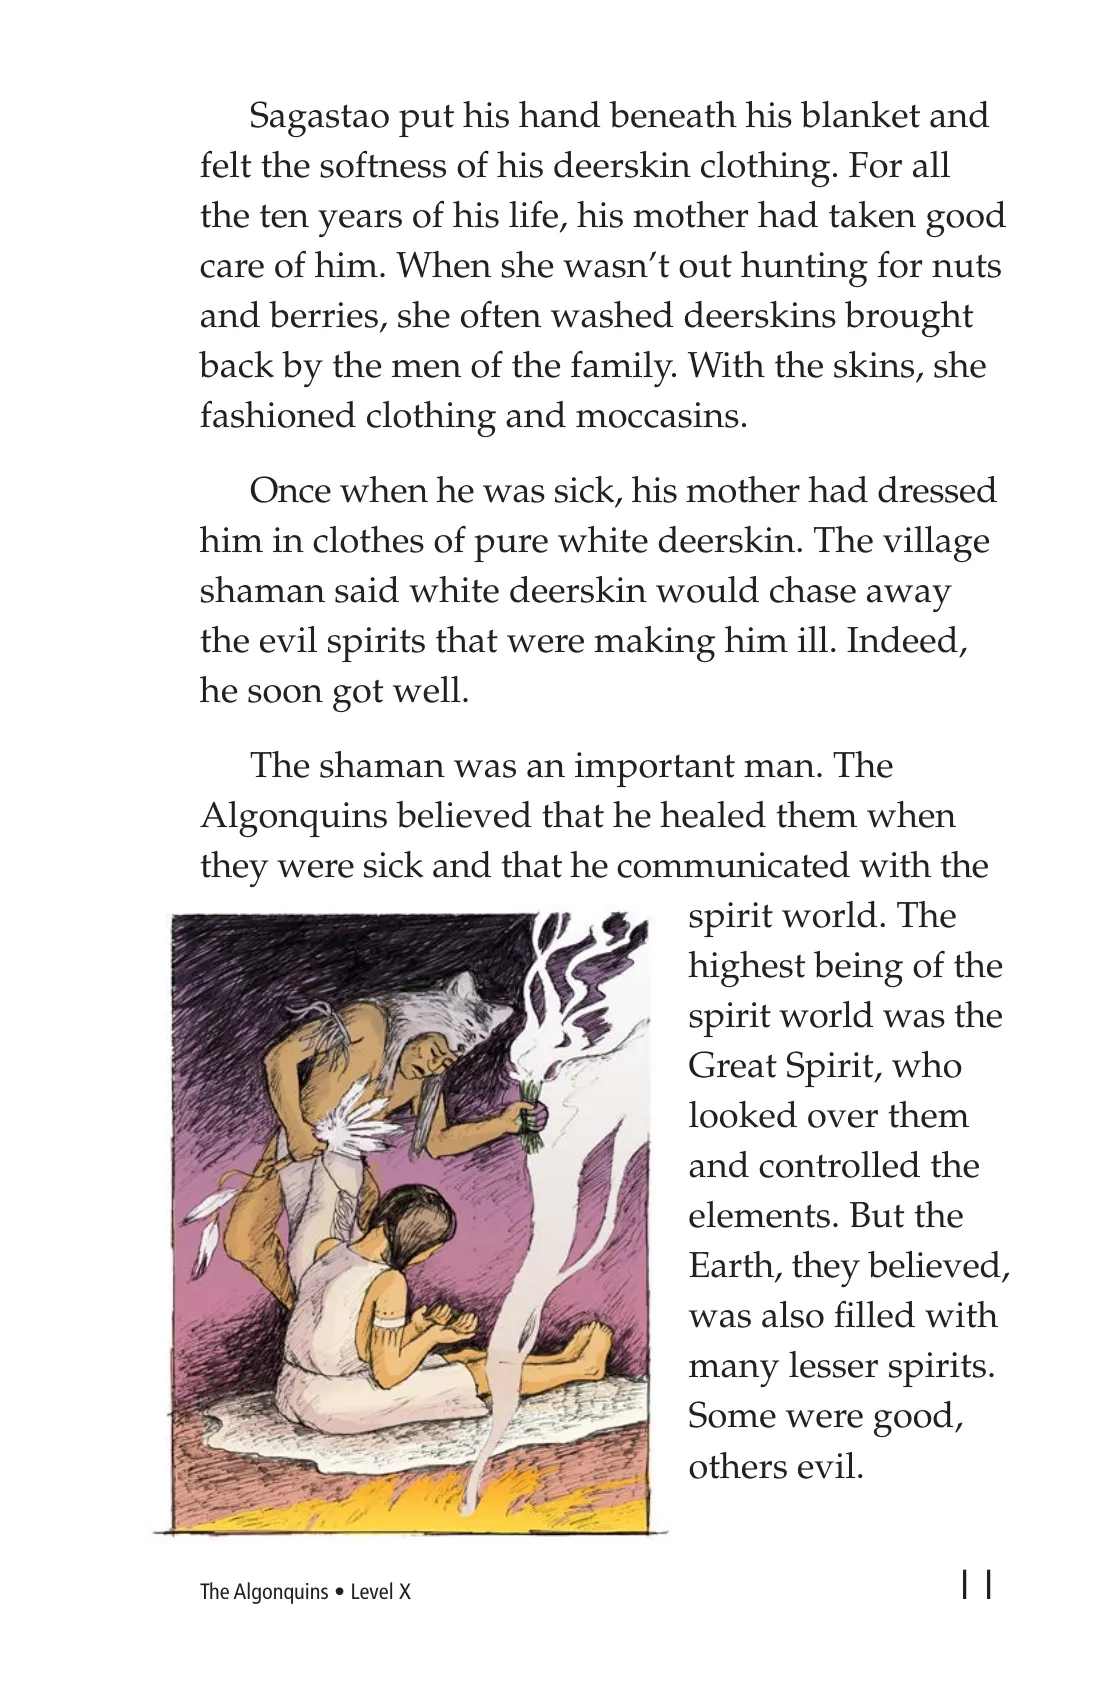 Sagastao put his hand beneath his blanket and
felt the softness of his deerskin clothing. For all
the ten years of his life, his mother had taken good
care of him. When she wasn’t out hunting for nuts
and berries, she often washed deerskins brought
back by the men of the family. With the skins, she
fashioned clothing and moccasins.
Once when he was sick, his mother had dressed
him in clothes of pure white deerskin. The village
shaman said white deerskin would chase away
the evil spirits that were making him ill. Indeed,
he soon got well.
The shaman was an important man. The
Algonquins believed that he healed them when
they were sick and that he communicated with the
spirit world. The
highest being of the
spirit world was the
Great Spirit, who
looked over them
and controlled the
elements. But the
Earth, they believed,
was also filled with
many lesser spirits.
Some were good,
others evil.
The Algonquins • Level X
11